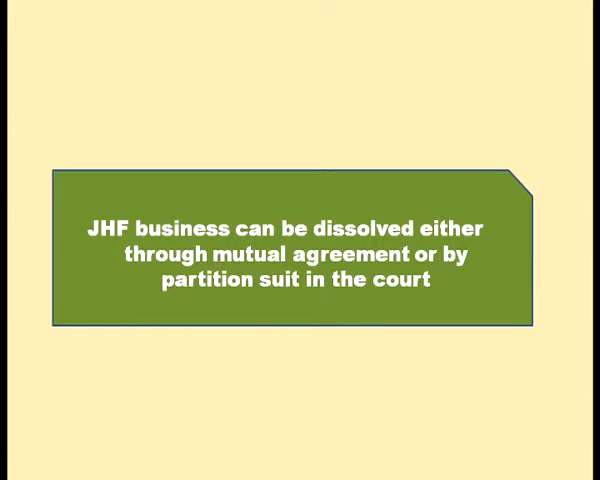 JHF business can be dissolved either
through mutual agreement or by
partition suit in the court